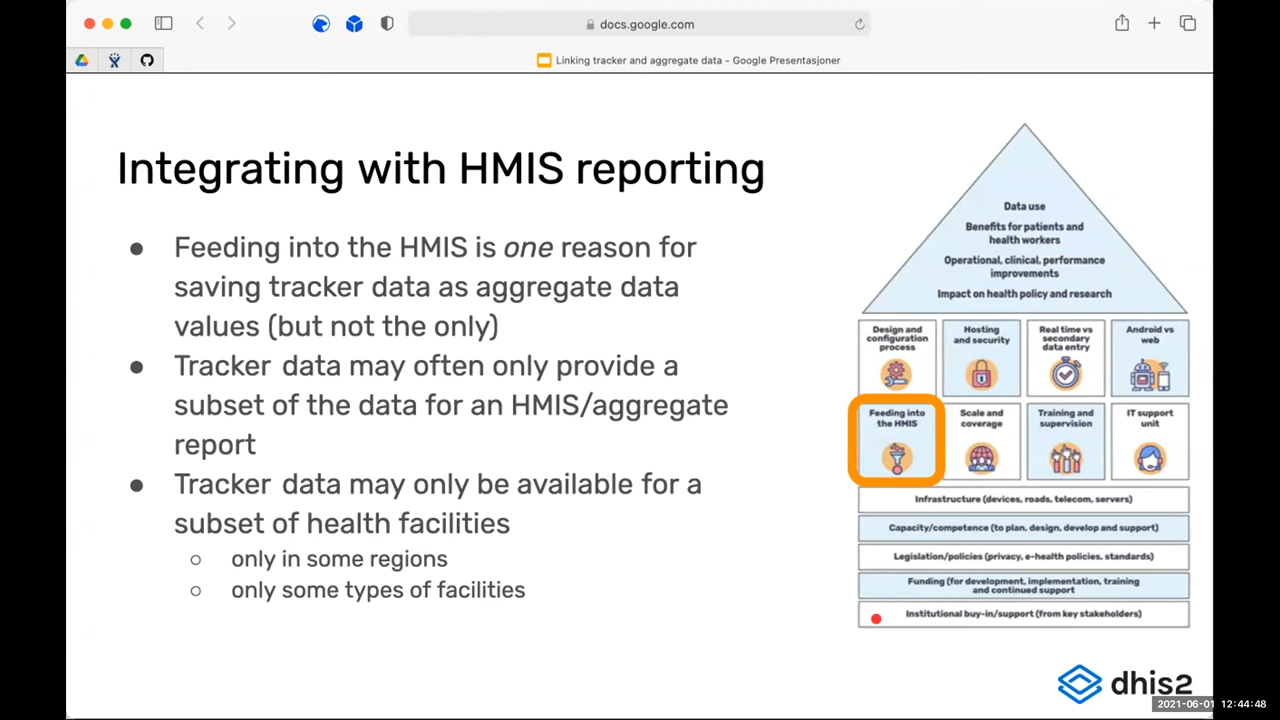 docs.google.com
Linking tracker and aggregate data - Google Presentasjoner
Integrating with HMIS reporting
Feeding into the HMIS is one reason for
saving tracker data as aggregate data
values (but not the only)
Tracker data may often only provide a
subset of the data for an HMIS/aggregate
report
Tracker data may only be available for a
subset of health facilities
only in some regions
only some types of facilities
Data use
Benefits for patients and
health workers
Operational, clinical, performance
improvements
Impact on health policy and research
Design and
configuration
process
Hosting
and security
Real time vs
secondary
data entry
Android vs
web
Feeding into
the HMIS
Scale and
coverage
Training and
supervision
IT support
unit
Infrastructure (devices, roads, telecom, servers)
Capacity/competence (to plan, design, develop and support)
Legislation/policies (privacy, e-health policies, standards)
Funding (for development, implementation, training
and continued support
Institutional buy-in/support (from key stakeholders)
dhis2
2021-06-01 12:44:48